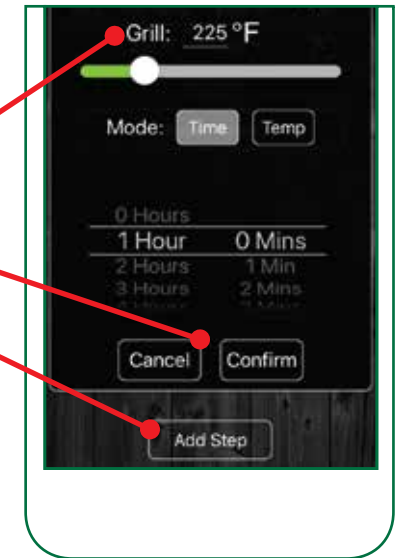 Grill: 225 °F
Mode: Time Temp
0 Hours
1 Hour 0 Mins
2 Hours 1 Min
3 Hours 2 Mins
Cancel Confirm
Add Step